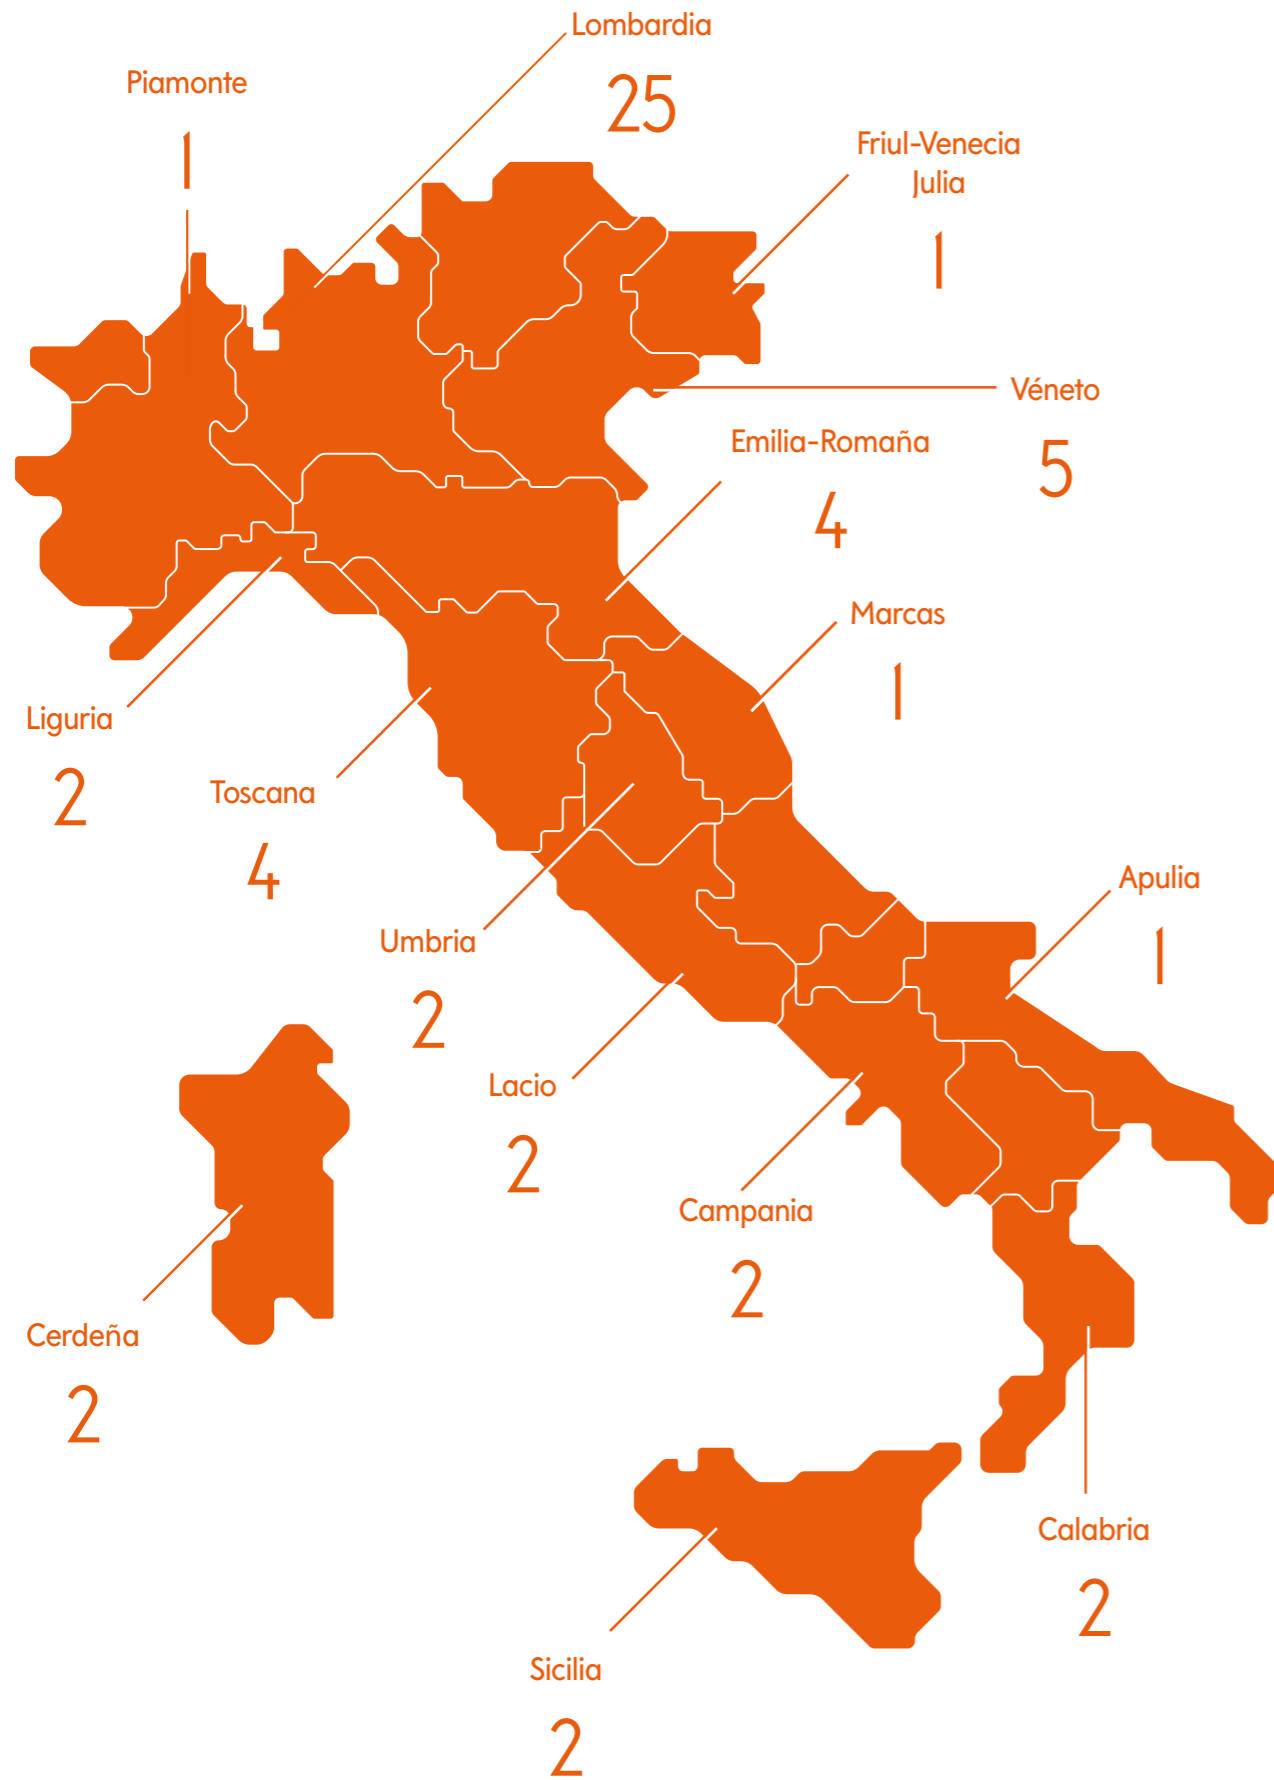 Lombardia
25
Piamonte
1
Friul-Venecia
Julia
1
Véneto
5
Emilia-Romaña
4
Marcas
1
Liguria
2
Toscana
4
Apulia
1
Umbria
2
Lacio
2
Campania
2
Cerdeña
2
Calabria
2
Sicilia
2